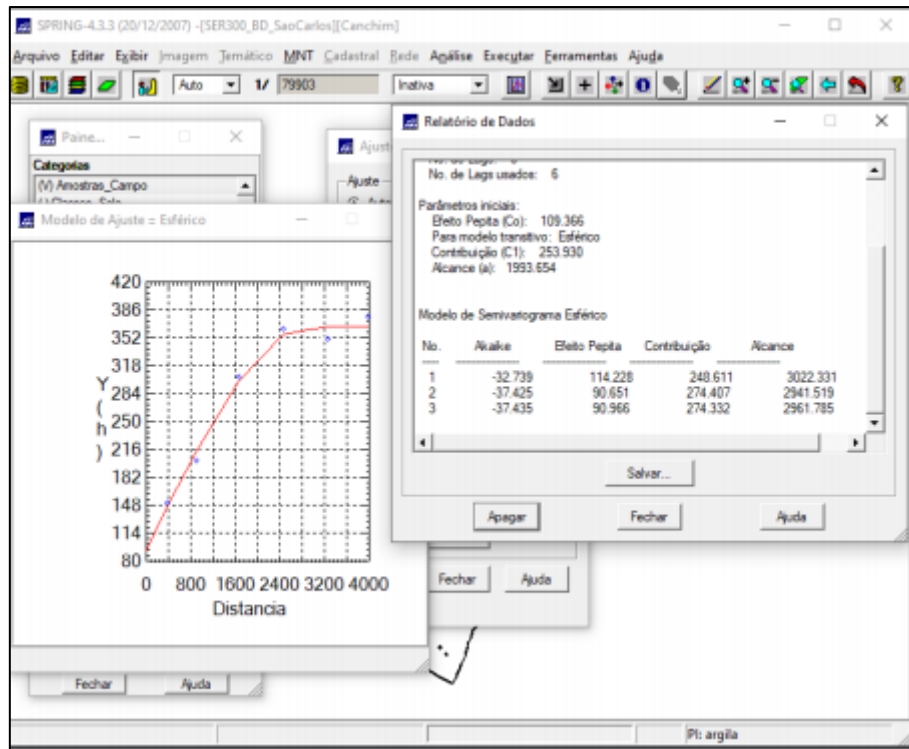 SPRING-4.3.3 (20/12/2007) -[SER300_BD_SaoCarlos][Canchim]
Arquivo Editar Exibir Imagem Temático MNT Cadastral Rede Análise Executar Ferramentas Ajuda
Auto 1/ 79903 Inativa
Paine...
Categorias
(V) Amostras_Campo
Ajust
Ajuste
Relatório de Dados
No. de Lags usados: 6
Parâmetros iniciais:
Efeito Pepita (Co): 109.366
Para modelo transitivo: Esférico
Contribuição (C1): 253.930
Alcance (a): 1993.654
Modelo de Semivariograma Esférico
No. Akaike Efeito Pepita Contribuição Alcance
1 -32.739 114.228 248.611 3022.331
2 -37.425 90.651 274.407 2941.519
3 -37.435 90.966 274.332 2961.785
Salvar...
Apagar Fechar Ajuda
Modelo de Ajuste = Esférico
420
386
352
318
284
250
216
182
148
114
80
Y(h)
0 800 1600 2400 3200 4000
Distancia
Fechar Ajuda
Fechar Ajuda
PI: argila